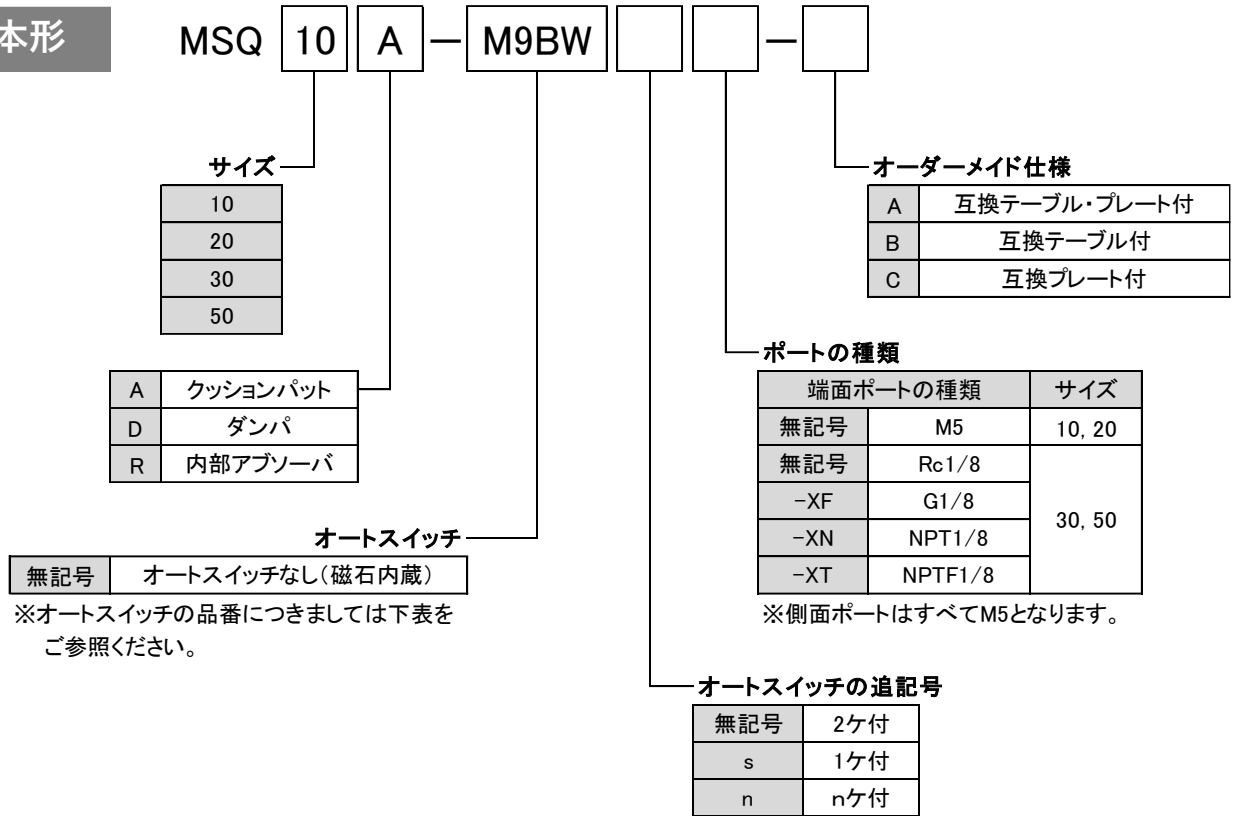 本形
MSQ 10 A － M9BW －
サイズ
10
20
30
50
オーダーメイド仕様
A 互換テーブル・プレート付
B 互換テーブル付
C 互換プレート付
ポートの種類
端面ポートの種類 サイズ
無記号 M5 10, 20
無記号 Rc1/8
-XF G1/8
30, 50
-XN NPT1/8
-XT NPTF1/8
※側面ポートはすべてM5となります。
A クッションパット
D ダンパ
R 内部アブソーバ
オートスイッチ
無記号 オートスイッチなし（磁石内蔵）
※オートスイッチの品番につきましては下表を
ご参照ください。
オートスイッチの追記号
無記号 2ケ付
s 1ケ付
n nケ付